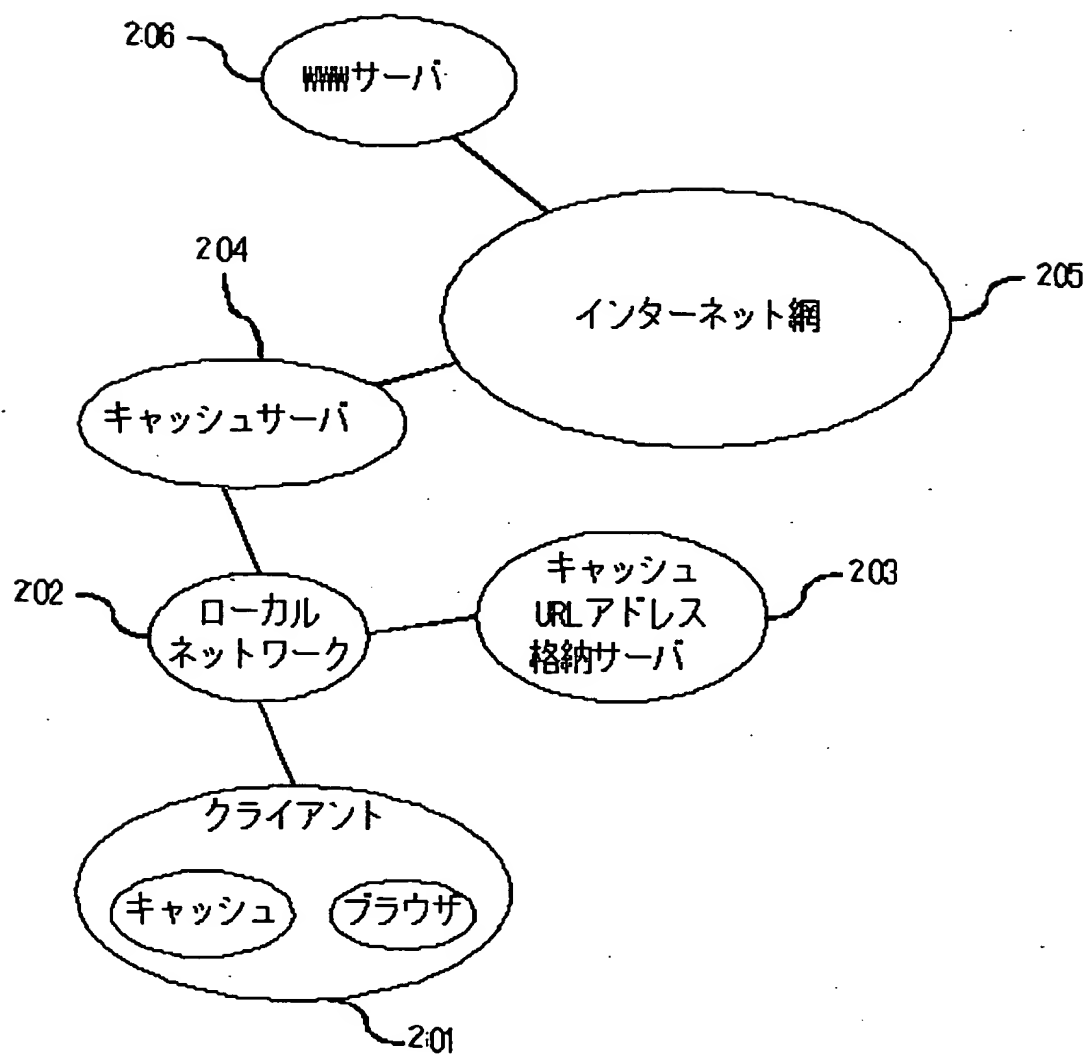 206
WWWサーバ
204
205
インターネット網
キャッシュサーバ
202
ローカル
ネットワーク
キャッシュ
URLアドレス
格納サーバ
203
クライアント
キャッシュ
ブラウザ
201